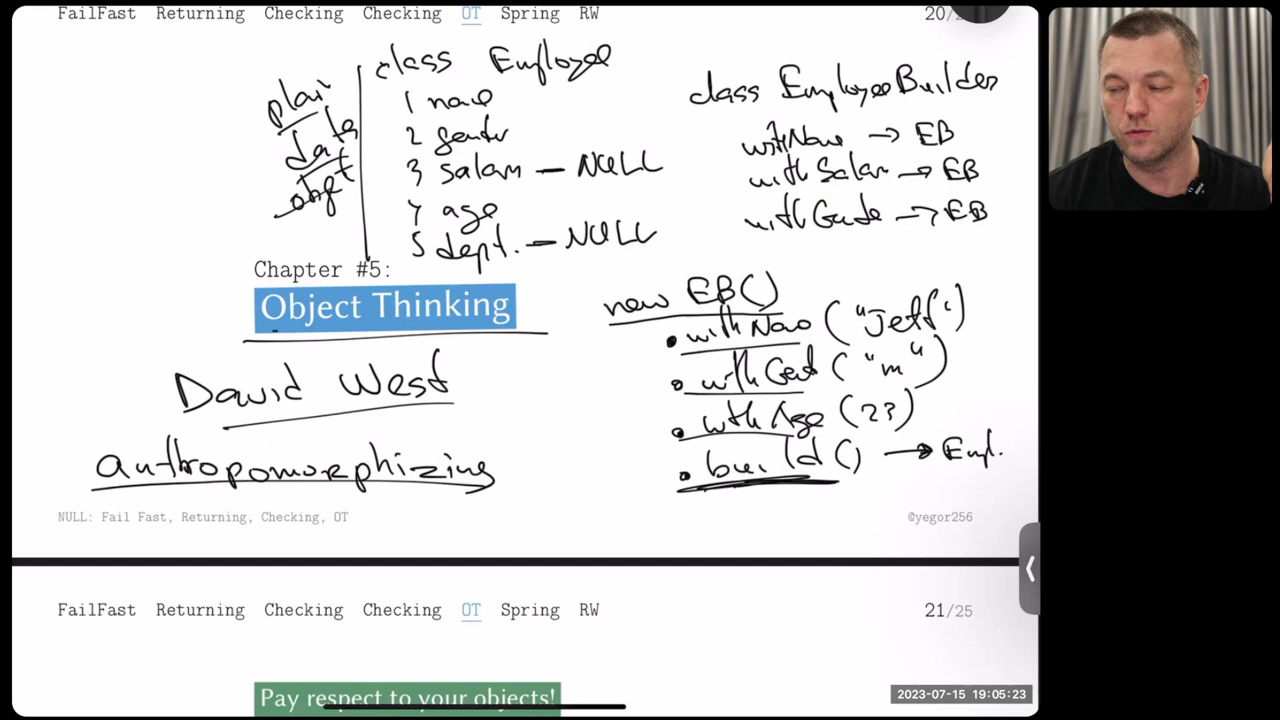 FailFast Returning Checking Checking OT Spring RW
20/25
class Employee
1 name
2 gender
3 salary — NULL
4 age
5 dept. — NULL
plain
data
obj
class EmployeeBuilder
withName → EB
withSalary → EB
withGender → EB
Chapter #5:
Object Thinking
David West
anthropomorphizing
new EB()
• withName ("Jeff")
• withGend ("m")
• withAge (23)
• build() → Empl.
NULL: Fail Fast, Returning, Checking, OT
@yegor256
FailFast Returning Checking Checking OT Spring RW
21/25
Pay respect to your objects!
2023-07-15 19:05:23